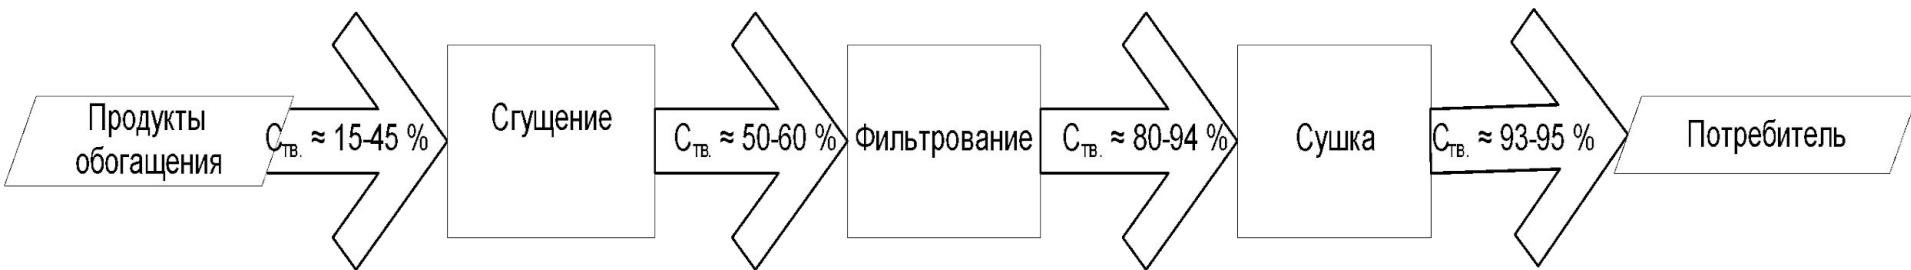 Продукты
обогащения
Cтв. ≈ 15-45 %
Сгущение
Cтв. ≈ 50-60 %
Фильтрование
Cтв. ≈ 80-94 %
Сушка
Cтв. ≈ 93-95 %
Потребитель